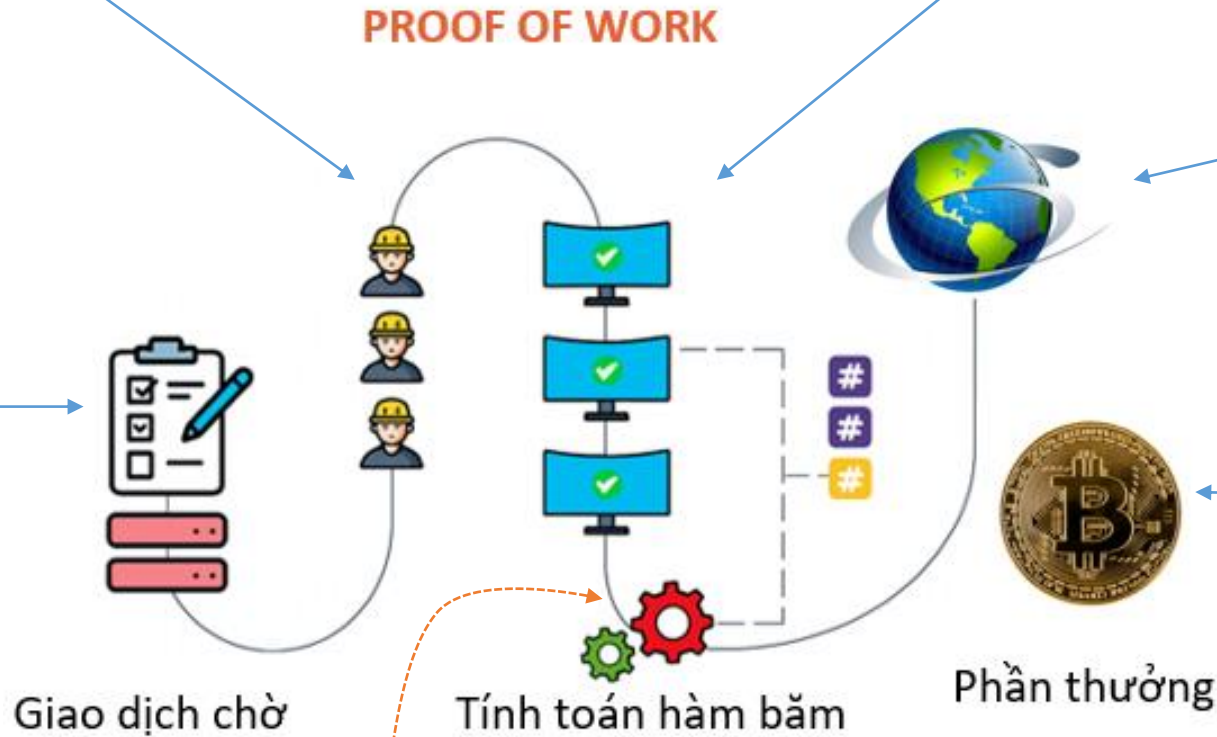 PROOF OF WORK
#
#
#
Giao dịch chờ
Tính toán hàm băm
Phần thưởng